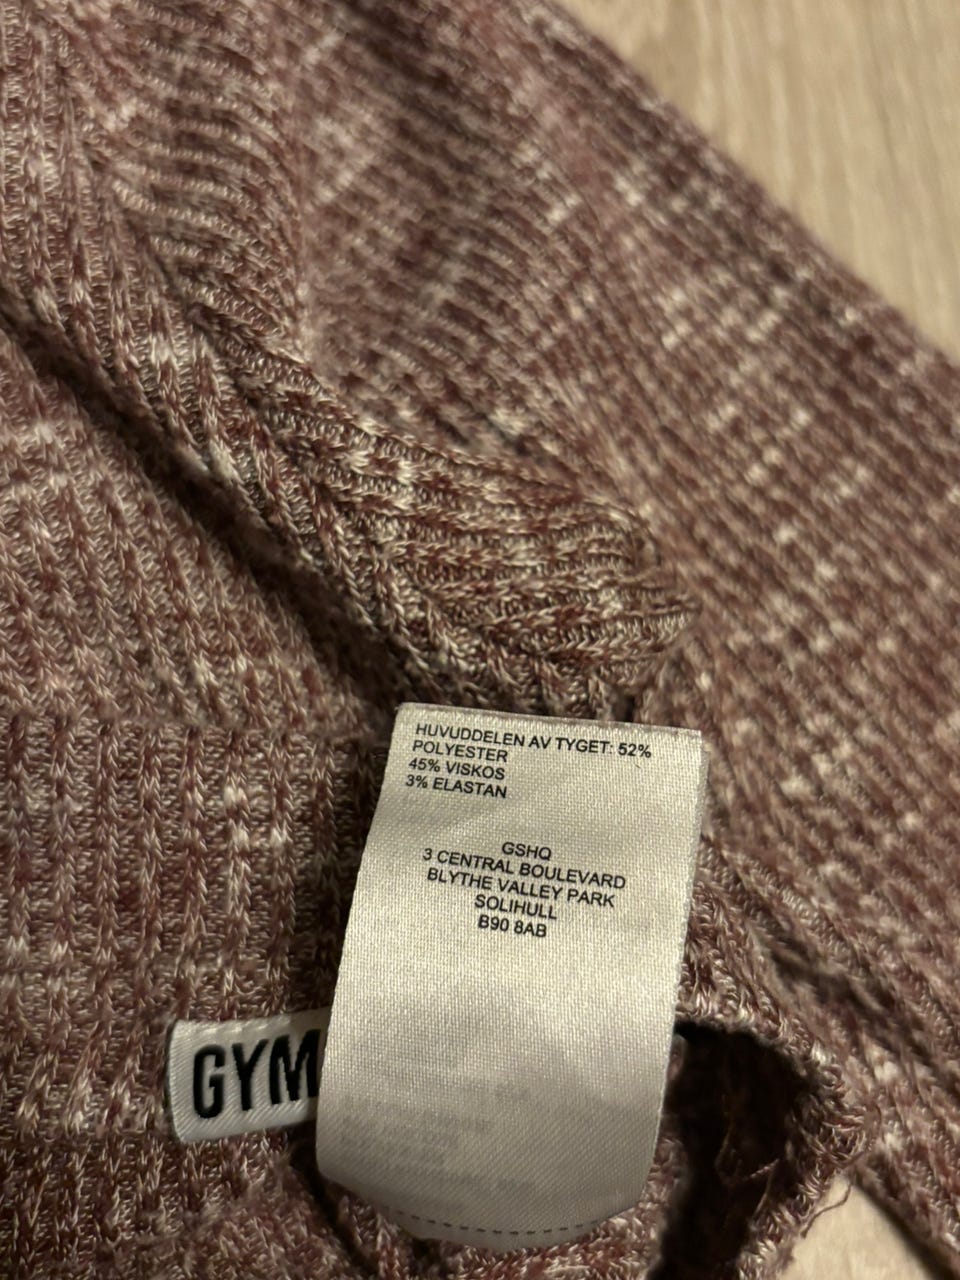 HUVUDDELEN AV TYGET: 52%
POLYESTER
45% VISKOS
3% ELASTAN
GSHQ
3 CENTRAL BOULEVARD
BLYTHE VALLEY PARK
SOLIHULL
B90 8AB
GYM